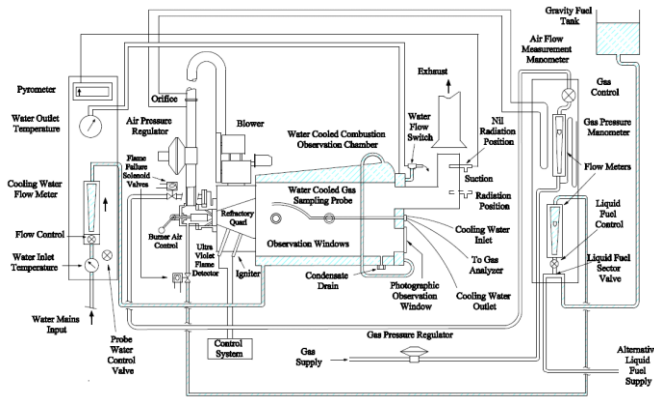 Gravity Fuel
Tank
Air Flow
Measurement
Manometer
Gas
Control
Exhaust
Pyrometer
Orifice
Water Outlet
Temperature
Air Pressure
Regulator
Blower
Water Cooled Combustion
Observation Chamber
Water
Flow
Switch
Nil
Radiation
Position
Gas Pressure
Manometer
Flow Meters
Flame
Failure
Solenoid
Valves
Suction
Radiation
Position
Cooling Water
Flow Meter
Water Cooled Gas
Sampling Probe
Refractory
Quad
Liquid
Fuel
Control
Flow Control
Burner Air
Control
Ultra
Violet
Flame
Detector
Igniter
Observation Windows
Cooling Water
Inlet
To Gas
Analyzer
Liquid Fuel
Sector
Valve
Water Inlet
Temperature
Condensate
Drain
Photographic
Observation
Window
Cooling Water
Outlet
Water Mains
Input
Probe
Water
Control
Valve
Control
System
Gas Pressure Regulator
Gas
Supply
Alternative
Liquid
Fuel
Supply